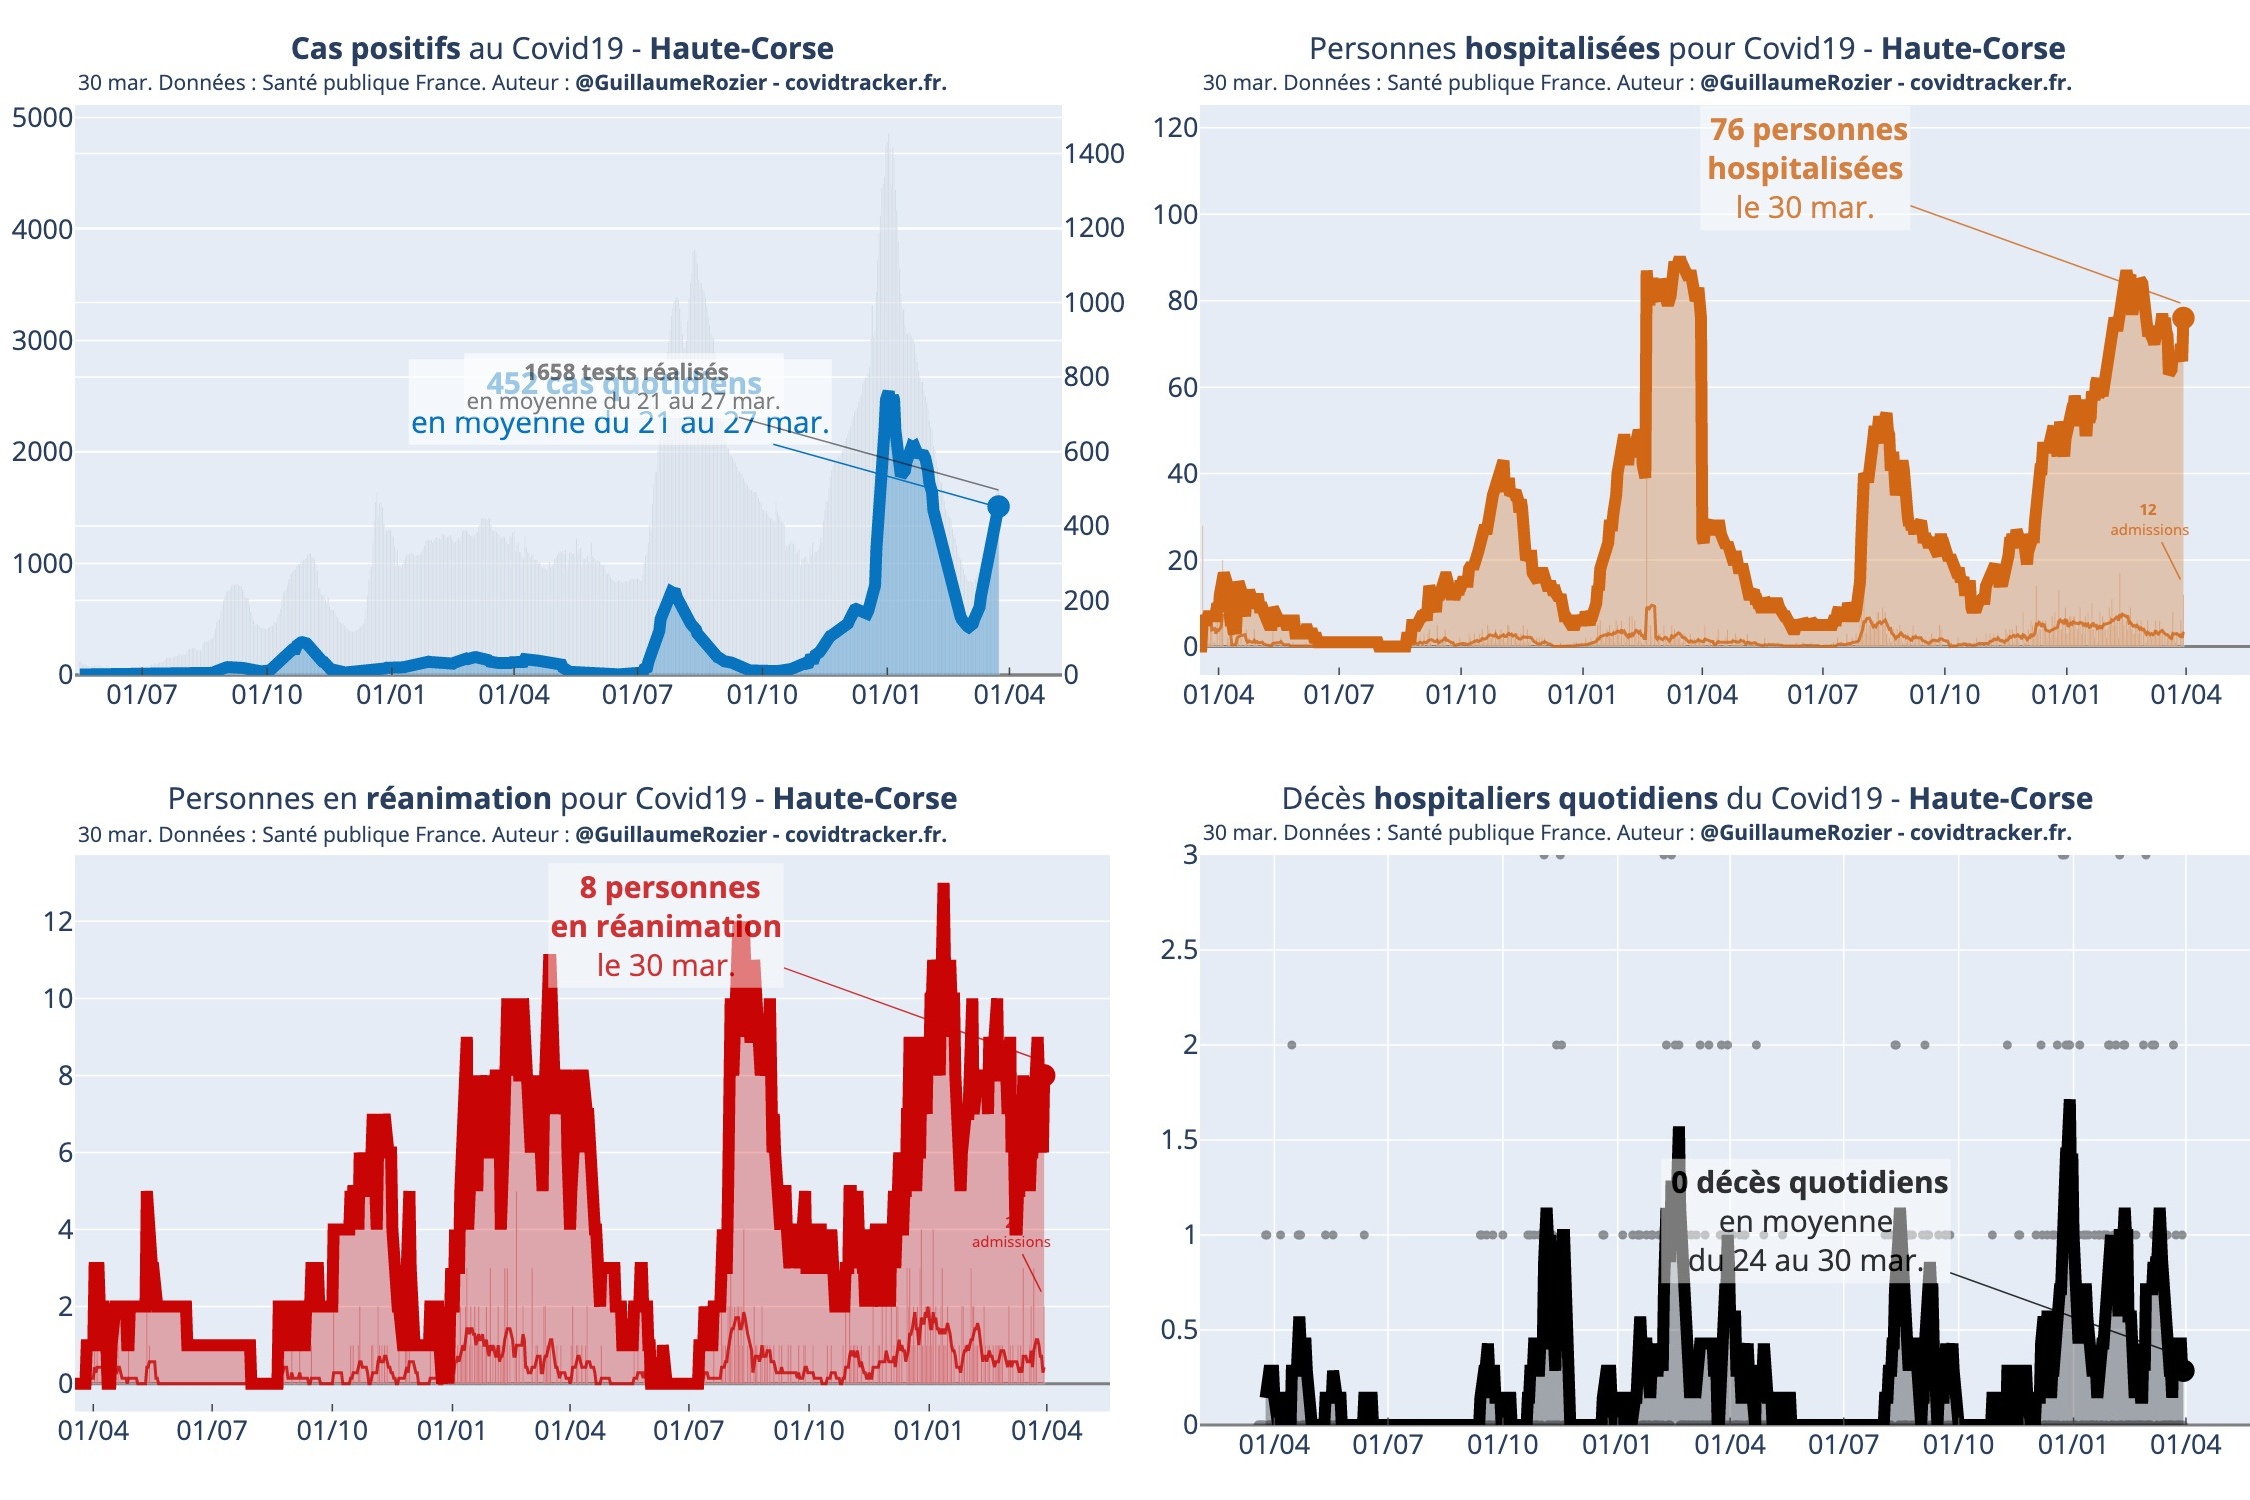 Cas positifs au Covid19 - Haute-Corse
30 mar. Données : Santé publique France. Auteur : @GuillaumeRozier - covidtracker.fr.
5000
4000
3000
2000
1000
0
1400
1200
1000
800
600
400
200
0
1658 tests réalisés
en moyenne du 21 au 27 mar.
452 cas quotidiens
en moyenne du 21 au 27 mar.
01/07 01/10 01/01 01/04 01/07 01/10 01/01 01/04
Personnes hospitalisées pour Covid19 - Haute-Corse
30 mar. Données : Santé publique France. Auteur : @GuillaumeRozier - covidtracker.fr.
120
100
80
60
40
20
0
76 personnes
hospitalisées
le 30 mar.
12
admissions
01/04 01/07 01/10 01/01 01/04 01/07 01/10 01/01 01/04
Personnes en réanimation pour Covid19 - Haute-Corse
30 mar. Données : Santé publique France. Auteur : @GuillaumeRozier - covidtracker.fr.
12
10
8
6
4
2
0
8 personnes
en réanimation
le 30 mar.
admissions
01/04 01/07 01/10 01/01 01/04 01/07 01/10 01/01 01/04
Décès hospitaliers quotidiens du Covid19 - Haute-Corse
30 mar. Données : Santé publique France. Auteur : @GuillaumeRozier - covidtracker.fr.
3
2.5
2
1.5
1
0.5
0
0 décès quotidiens
en moyenne
du 24 au 30 mar.
01/04 01/07 01/10 01/01 01/04 01/07 01/10 01/01 01/04